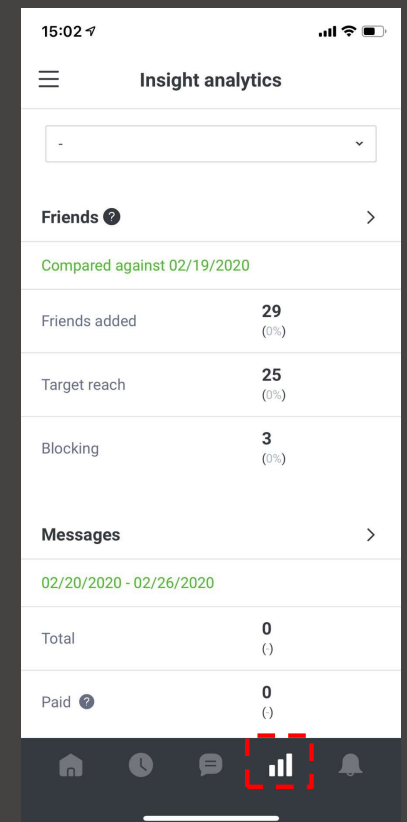 15:02
Insight analytics
-
Friends ?
Compared against 02/19/2020
Friends added 29
(0%)
Target reach 25
(0%)
Blocking 3
(0%)
Messages
02/20/2020 - 02/26/2020
Total 0
(-)
Paid ? 0
(-)